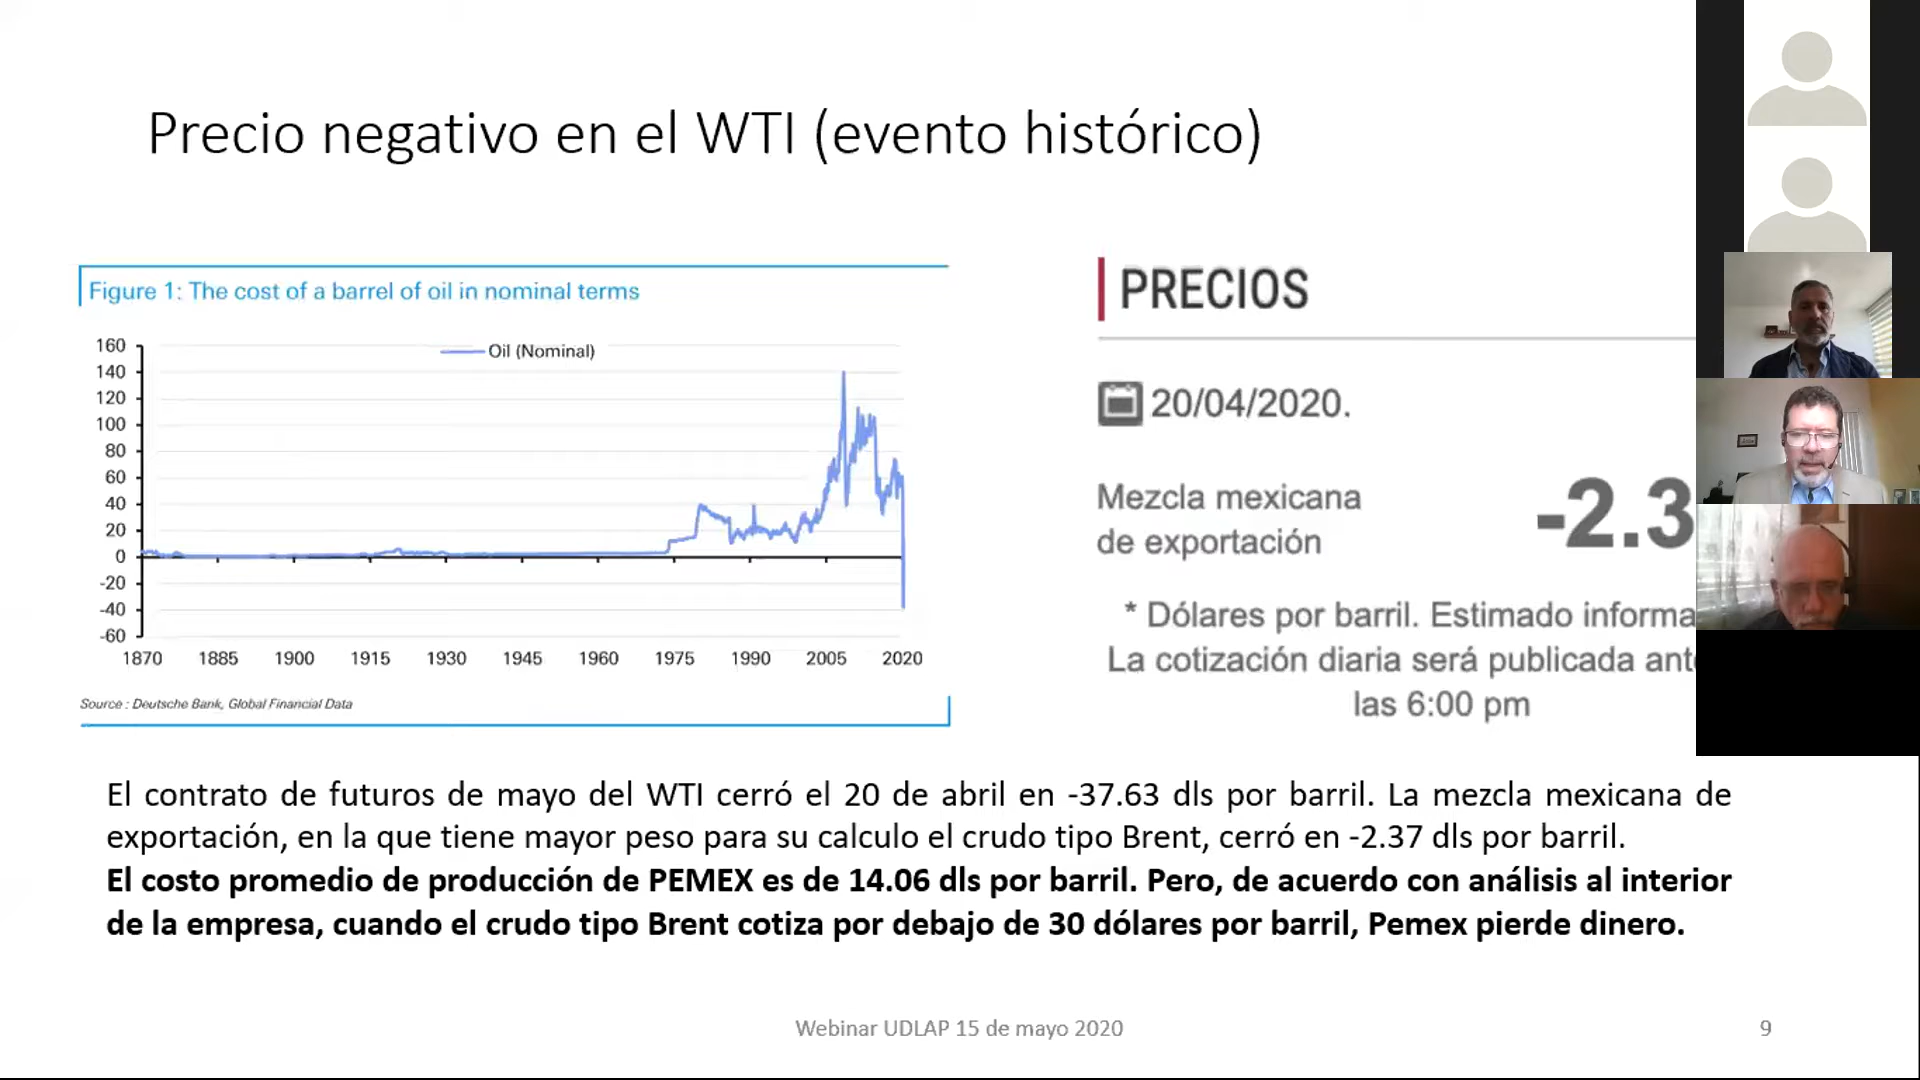 Precio negativo en el WTI (evento histórico)
Figure 1: The cost of a barrel of oil in nominal terms
Oil (Nominal)
160
140
120
100
80
60
40
20
0
-20
-40
-60
1870 1885 1900 1915 1930 1945 1960 1975 1990 2005 2020
Source : Deutsche Bank, Global Financial Data
PRECIOS
20/04/2020.
Mezcla mexicana
de exportación
-2.3
* Dólares por barril. Estimado informa
La cotización diaria será publicada ant
las 6:00 pm
El contrato de futuros de mayo del WTI cerró el 20 de abril en -37.63 dls por barril. La mezcla mexicana de
exportación, en la que tiene mayor peso para su calculo el crudo tipo Brent, cerró en -2.37 dls por barril.
El costo promedio de producción de PEMEX es de 14.06 dls por barril. Pero, de acuerdo con análisis al interior
de la empresa, cuando el crudo tipo Brent cotiza por debajo de 30 dólares por barril, Pemex pierde dinero.
Webinar UDLAP 15 de mayo 2020
9